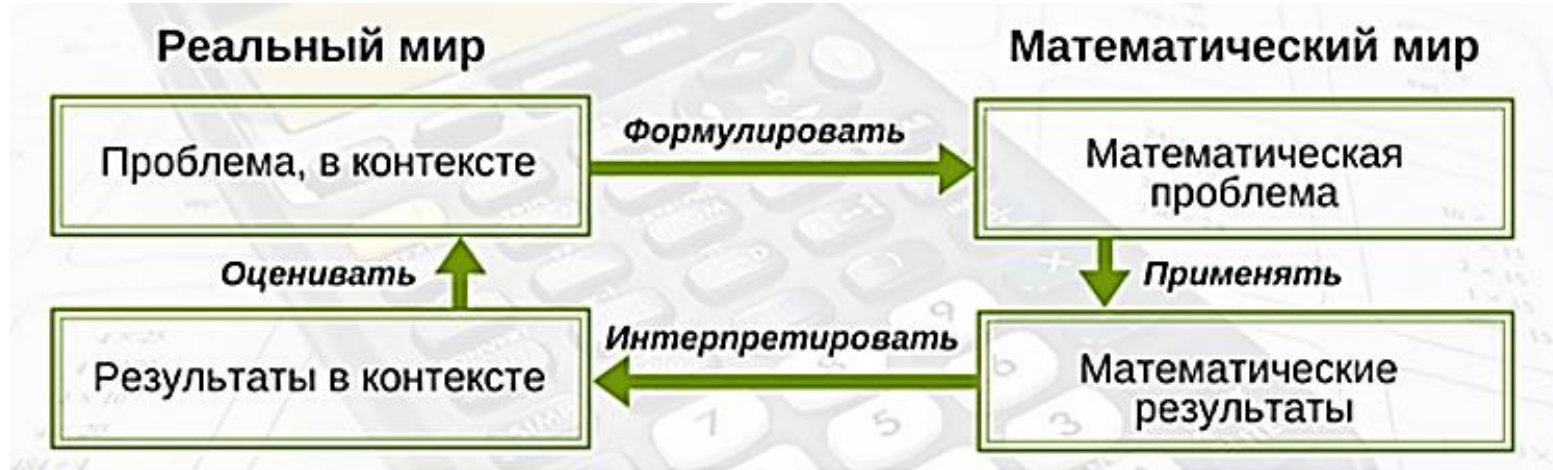 Реальный мир
Математический мир
Проблема, в контексте
Формулировать
Математическая
проблема
Оценивать
Применять
Результаты в контексте
Интерпретировать
Математические
результаты